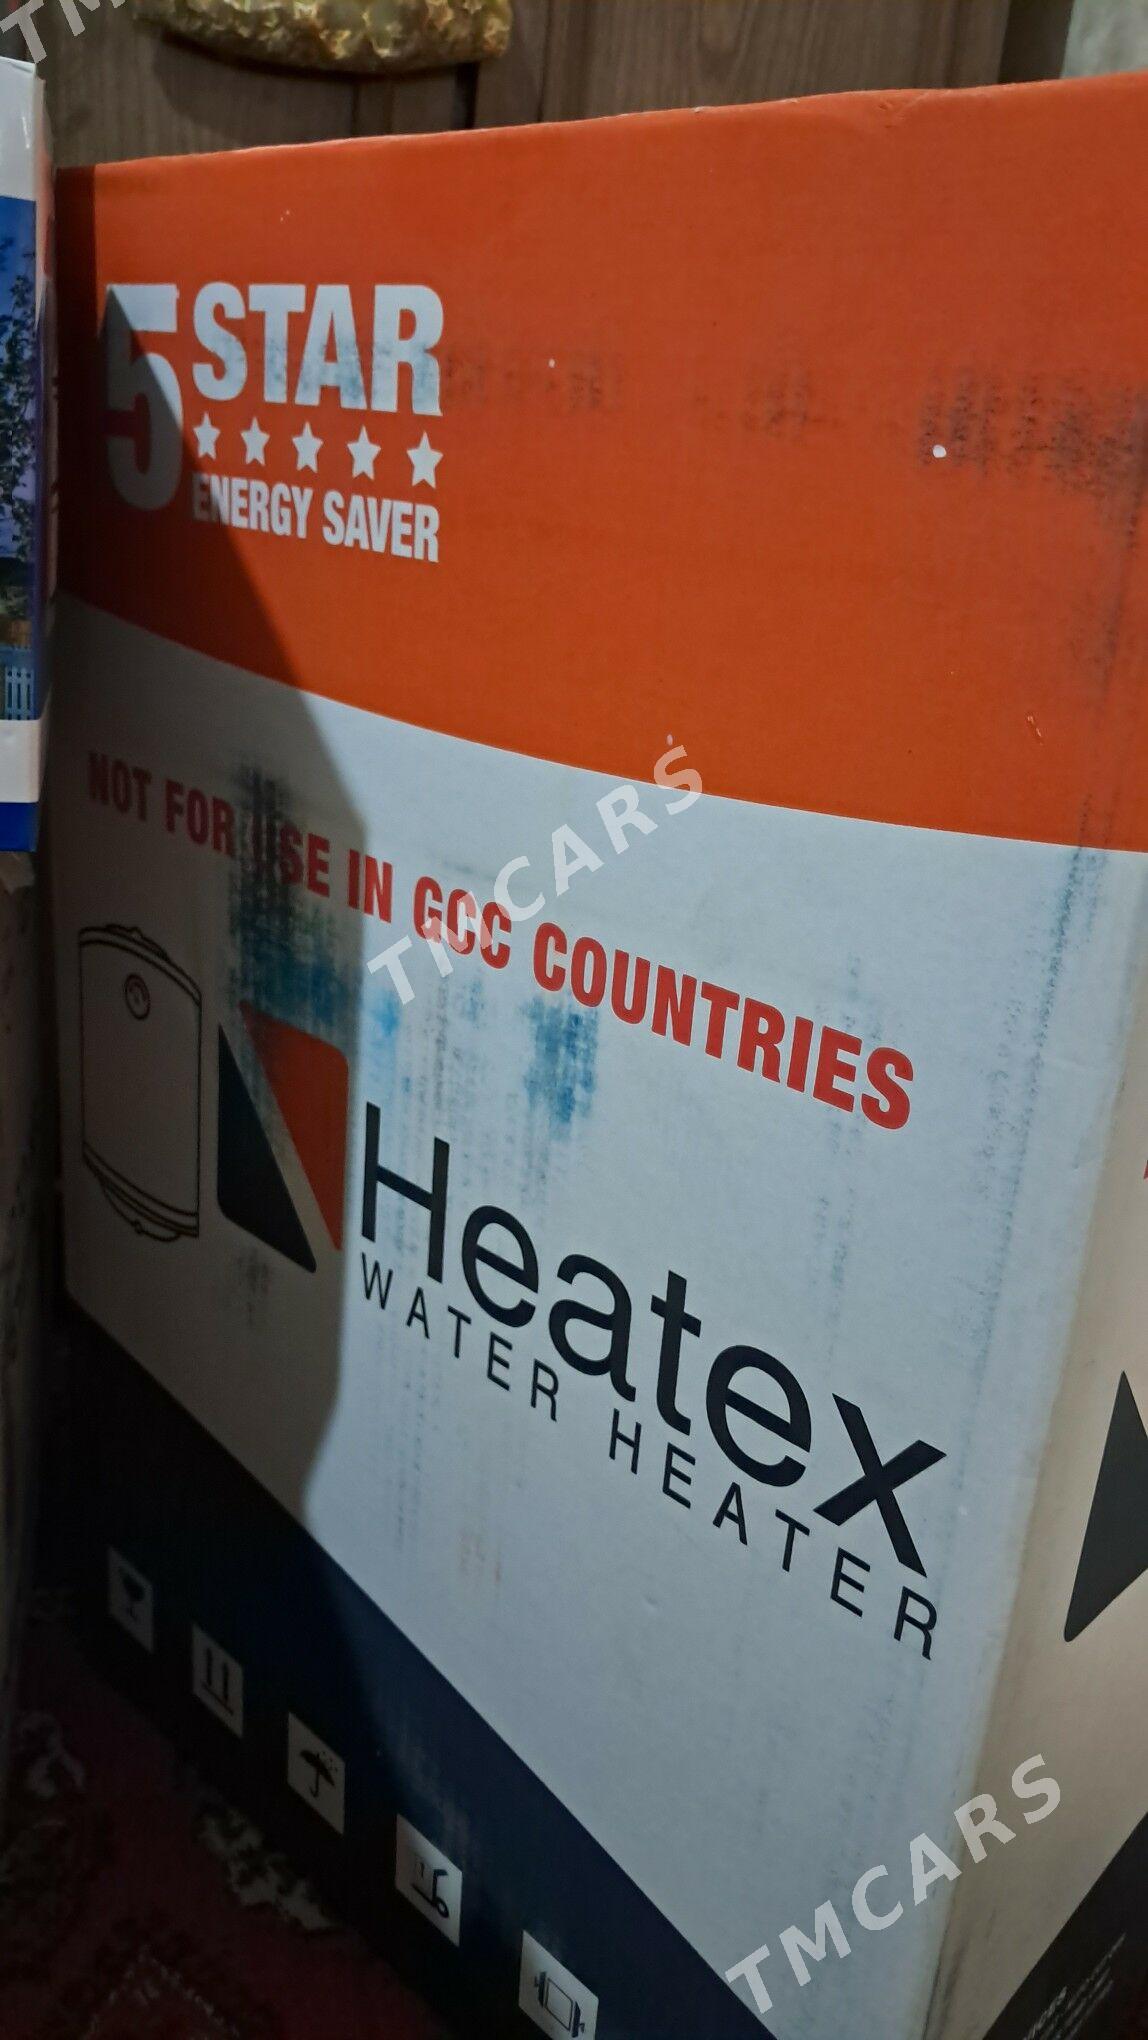 5 STAR
ENERGY SAVER
NOT FOR USE IN GCC COUNTRIES
Heatex
WATER HEATER
TMCARS
TMCARS